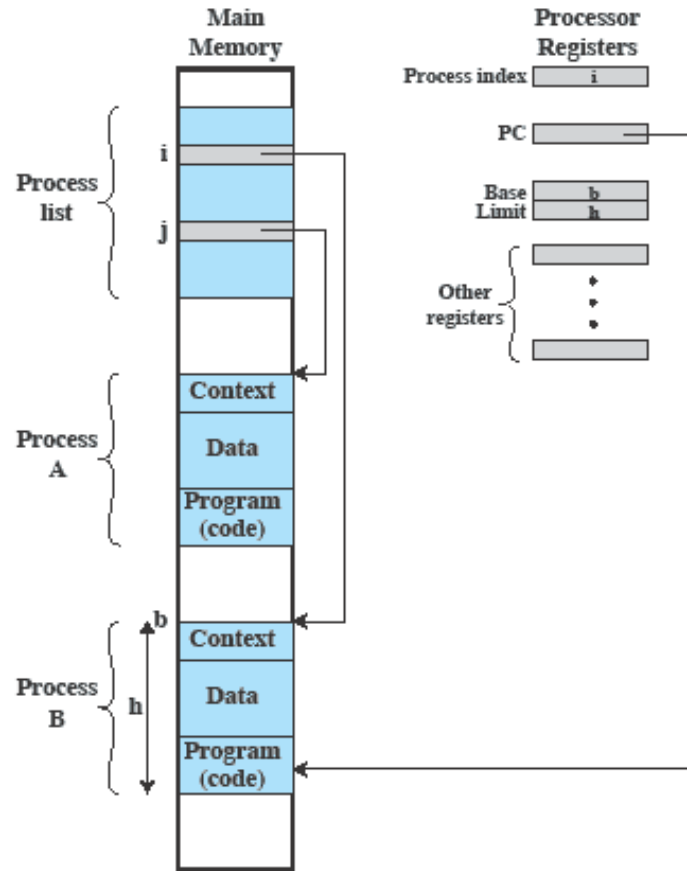 Main
Memory
Processor
Registers
Process index
i
PC
Base
b
Limit
h
Other
registers
Process
list
i
j
Process
A
Context
Data
Program
(code)
b
Process
B
h
Context
Data
Program
(code)